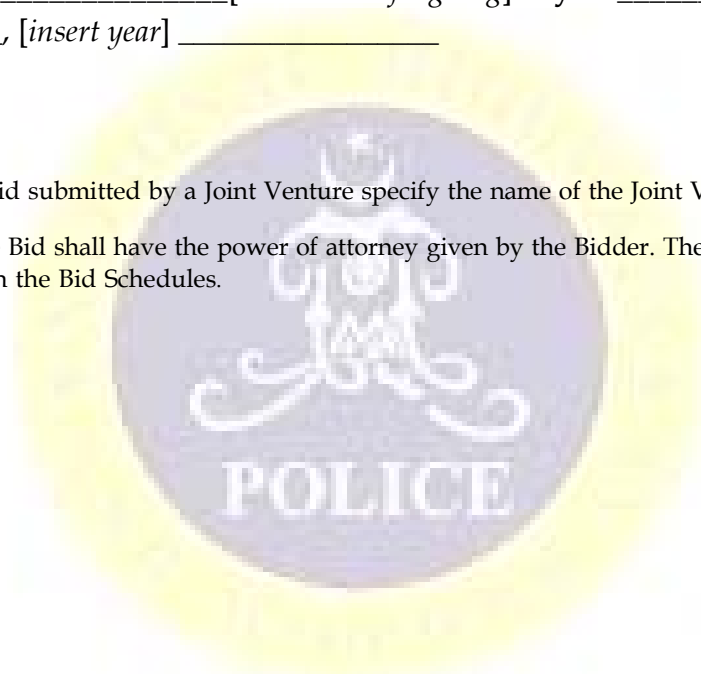 , [insert year] _________________
id submitted by a Joint Venture specify the name of the Joint V
Bid shall have the power of attorney given by the Bidder. The
the Bid Schedules.
POLICE